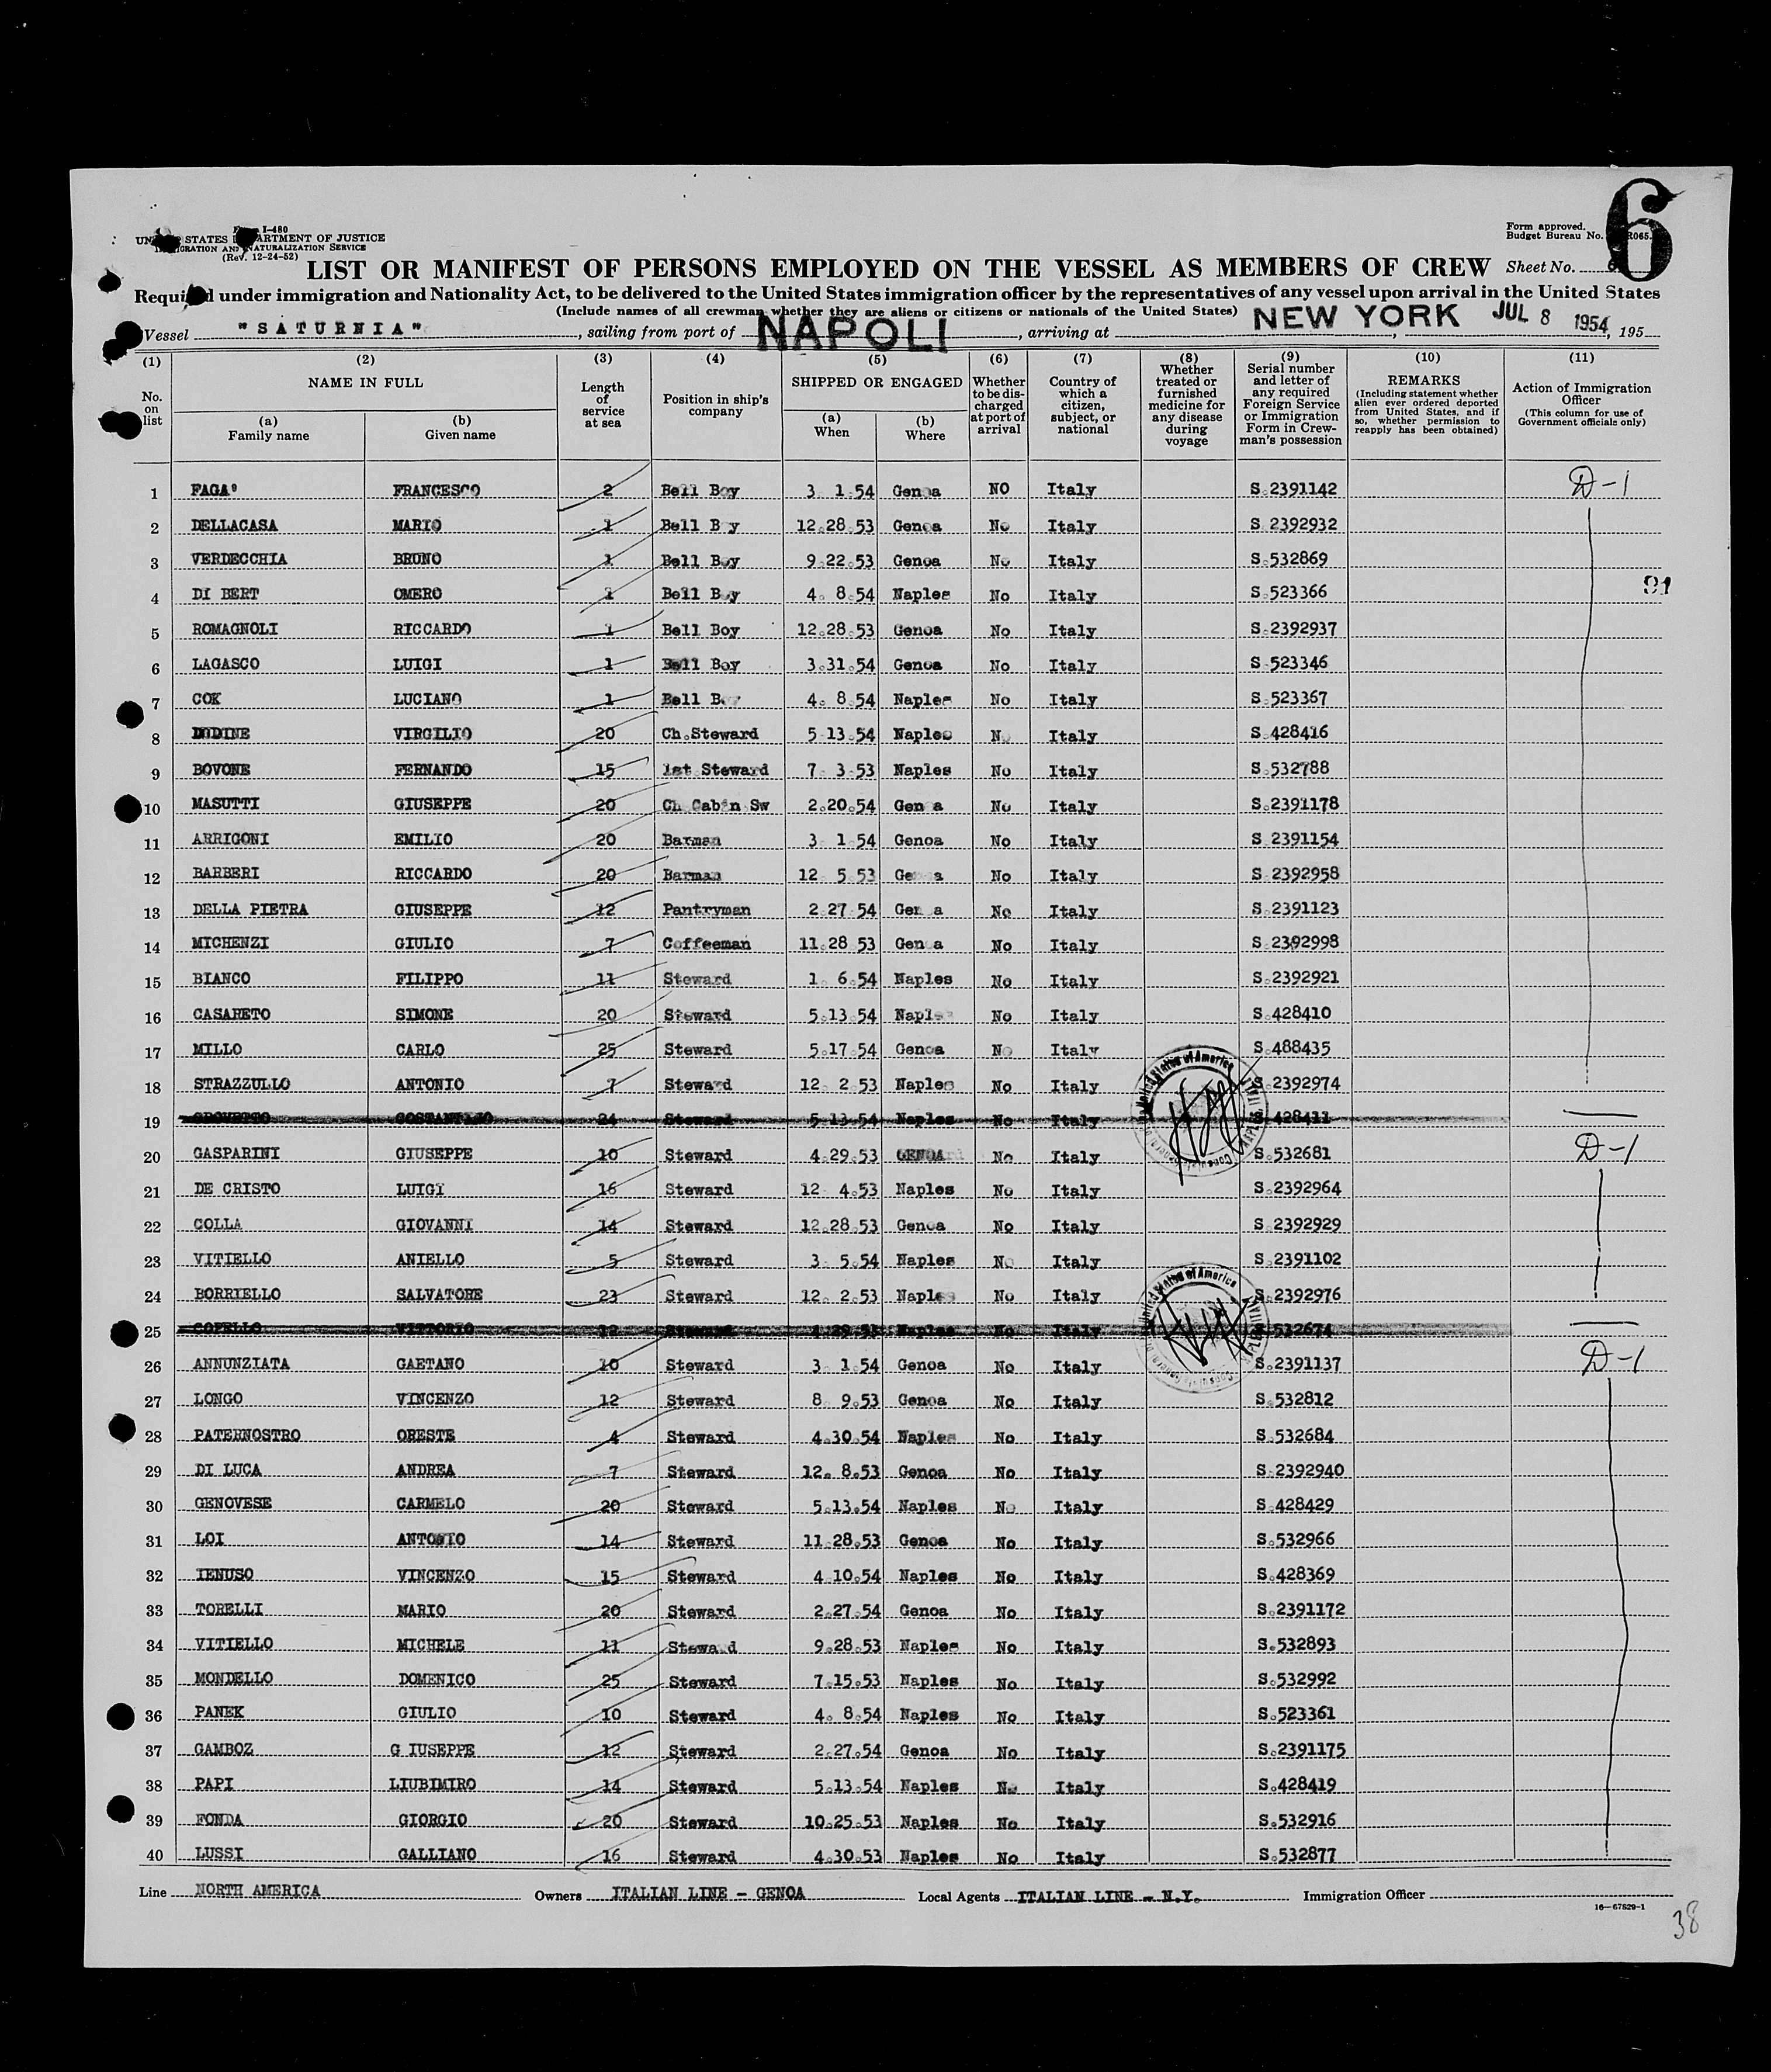 Form I-480
UNITED STATES DEPARTMENT OF JUSTICE
IMMIGRATION AND NATURALIZATION SERVICE
(Rev. 12-24-52)
Form approved.
Budget Bureau No. R065.
6
LIST OR MANIFEST OF PERSONS EMPLOYED ON THE VESSEL AS MEMBERS OF CREW Sheet No.
Required under immigration and Nationality Act, to be delivered to the United States immigration officer by the representatives of any vessel upon arrival in the United States
(Include names of all crewman whether they are aliens or citizens or nationals of the United States)
Vessel "SATURNIA", sailing from port of NAPOLI, arriving at NEW YORK JUL 8 1954, 195
(1) No. on list
(2) NAME IN FULL (a) Family name (b) Given name
(3) Length of service at sea
(4) Position in ship's company
(5) SHIPPED OR ENGAGED (a) When (b) Where
(6) Whether to be discharged at port of arrival
(7) Country of which a citizen, subject, or national
(8) Whether treated or furnished medicine for any disease during voyage
(9) Serial number and letter of any required Foreign Service or Immigration Form in Crewman's possession
(10) REMARKS (Including statement whether alien ever ordered deported from United States, and if so, whether permission to reapply has been obtained)
(11) Action of Immigration Officer (This column for use of Government officials only)
1 FAGA' FRANCESCO 2 Bell Boy 3 1.54 Genoa NO Italy S.2391142 D-1
2 DELLACASA MARIO 1 Bell Boy 12.28.53 Genoa No Italy S 2392932
3 VERDECCHIA BRUNO 1 Bell Boy 9.22.53 Genoa No Italy S.532869
4 DI BERT OMERO 1 Bell Boy 4. 8.54 Naples No Italy S.523366
5 ROMAGNOLI RICCARDO 1 Bell Boy 12.28.53 Genoa No Italy S.2392937
6 LAGASCO LUIGI 1 Bell Boy 3.31.54 Genoa No Italy S.523346
7 COK LUCIANO 1 Bell Boy 4. 8.54 Naples No Italy S.523367
8 DODINE VIRGILIO 20 Ch.Steward 5.13.54 Naples No Italy S.428416
9 BOVONE FERNANDO 15 1st Steward 7 3.53 Naples No Italy S.532788
10 MASUTTI GIUSEPPE 20 Ch Cabin Sw 2.20.54 Genoa No Italy S.2391178
11 ARRIGONI EMILIO 20 Barman 3 1.54 Genoa No Italy S 2391154
12 BARBERI RICCARDO 20 Barman 12 5.53 Genoa No Italy S 2392958
13 DELLA PIETRA GIUSEPPE 12 Pantryman 2.27.54 Genoa No Italy S.2391123
14 MICHENZI GIULIO 7 Coffeeman 11.28.53 Genoa No Italy S.2392998
15 BIANCO FILIPPO 11 Steward 1. 6.54 Naples No Italy S.2392921
16 CASARETO SIMONE 20 Steward 5.13.54 Naples No Italy S.428410
17 MILLO CARLO 25 Steward 5.17.54 Genoa No Italy S.488435
18 STRAZZULLO ANTONIO 7 Steward 12 2.53 Naples No Italy S 2392974
19 COSTANTINO 24 Steward 5.13.54 Naples No Italy S.428411
20 GASPARINI GIUSEPPE 10 Steward 4.29.53 GENOA No Italy S.532681 D-1
21 DE CRISTO LUIGI 16 Steward 12 4.53 Naples No Italy S.2392964
22 COLLA GIOVANNI 14 Steward 12.28.53 Genoa No Italy S.2392929
23 VITIELLO ANIELLO 5 Steward 3. 5.54 Naples No Italy S.2391102
24 BORRIELLO SALVATORE 23 Steward 12. 2.53 Naples No Italy S.2392976
25 COPELLO VITTORIO 12 Steward 4.29.53 Naples No Italy S.532674
26 ANNUNZIATA GAETANO 10 Steward 3 1.54 Genoa No Italy S.2391137 D-1
27 LONGO VINCENZO 12 Steward 8. 9.53 Genoa No Italy S.532812
28 PATERNOSTRO ORESTE 4 Steward 4.30.54 Naples No Italy S.532684
29 DI LUCA ANDREA 7 Steward 12. 8.53 Genoa No Italy S.2392940
30 GENOVESE CARMELO 20 Steward 5.13.54 Naples No Italy S.428429
31 LOI ANTONIO 14 Steward 11.28.53 Genoa No Italy S.532966
32 IENUSO VINCENZO 15 Steward 4.10.54 Naples No Italy S.428369
33 TORELLI MARIO 20 Steward 2.27.54 Genoa No Italy S.2391172
34 VITIELLO MICHELE 11 Steward 9.28.53 Naples No Italy S.532893
35 MONDELLO DOMENICO 25 Steward 7.15.53 Naples No Italy S.532992
36 PANEK GIULIO 10 Steward 4. 8.54 Naples No Italy S.523361
37 GAMBOZ G IUSEPPE 12 Steward 2.27.54 Genoa No Italy S.2391175
38 PAPI LIUBIMIRO 14 Steward 5.13.54 Naples No Italy S.428419
39 FONDA GIORGIO 20 Steward 10.25.53 Naples No Italy S.532916
40 LUSSI GALLIANO 16 Steward 4.30.53 Naples No Italy S.532877
Line NORTH AMERICA Owners ITALIAN LINE - GENOA Local Agents ITALIAN LINE - N.Y. Immigration Officer
16-67829-1
38